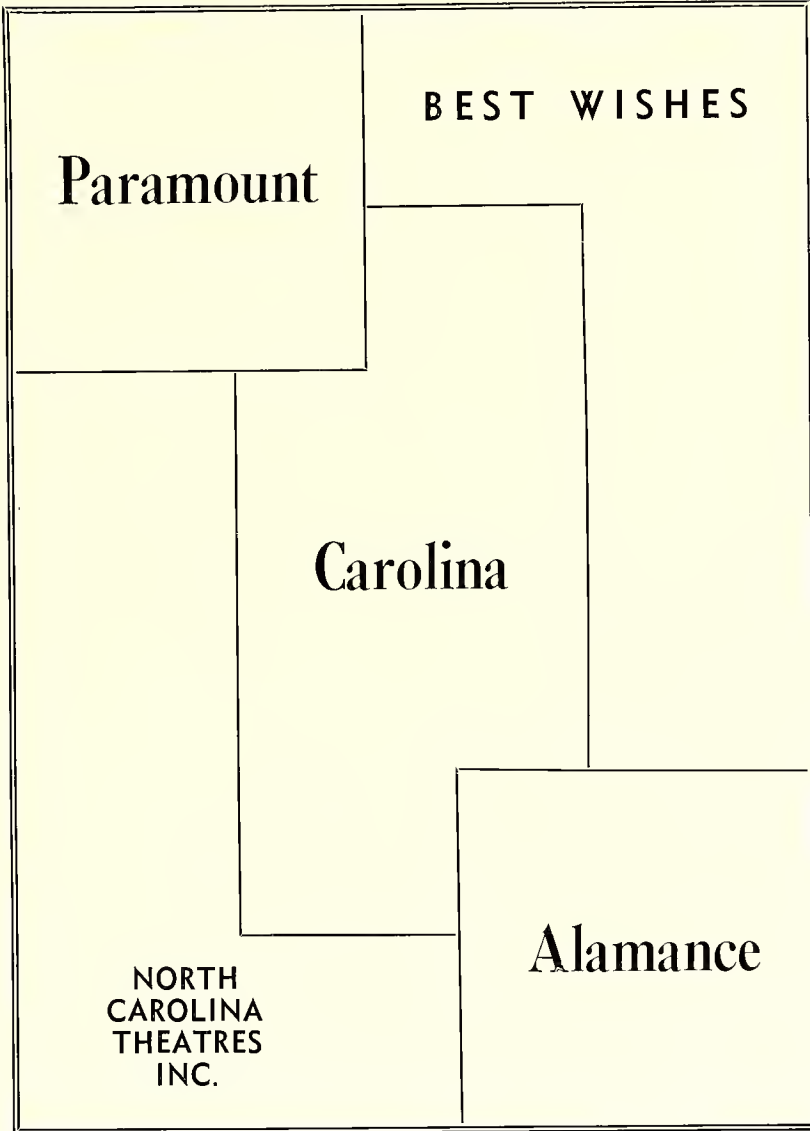 BEST WISHES
Paramount
Carolina
Alamance
NORTH
CAROLINA
THEATRES
INC.